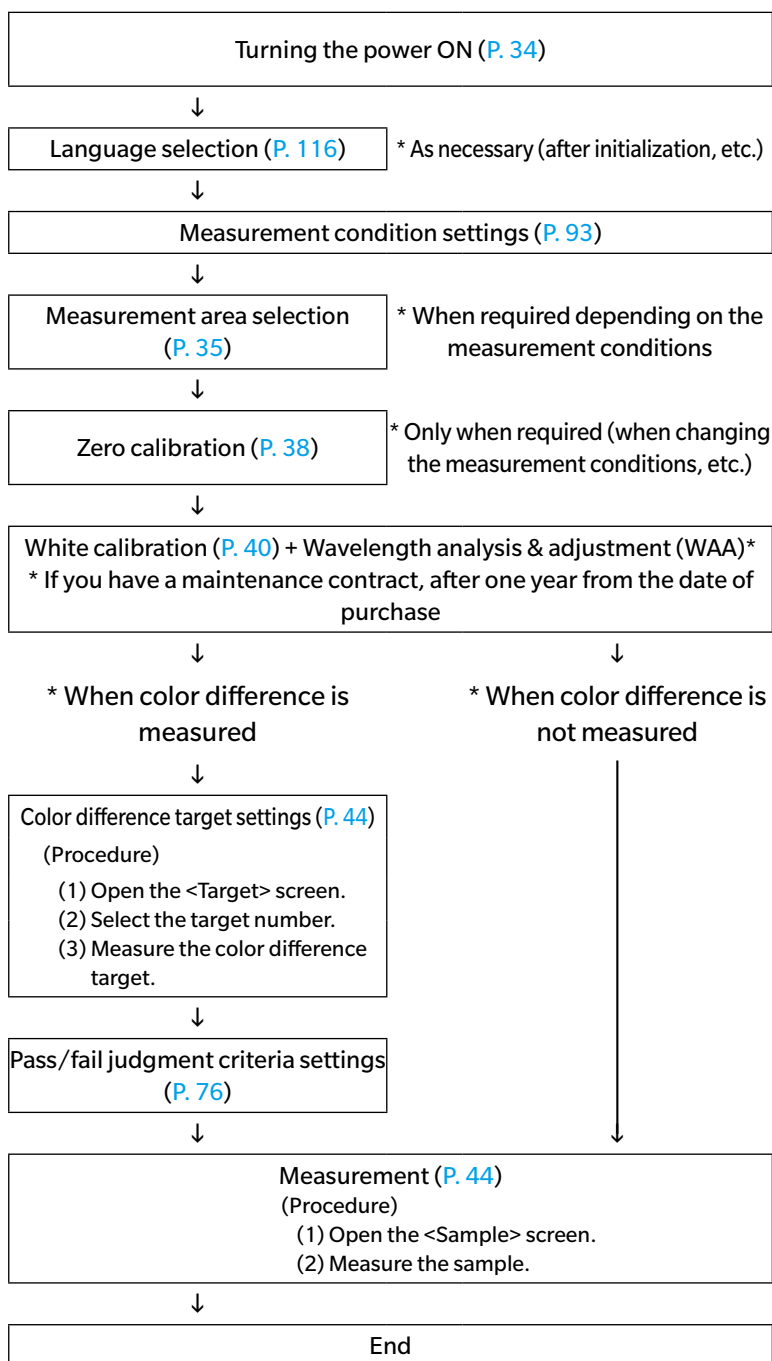 Turning the power ON (P. 34)
↓
Language selection (P. 116)
* As necessary (after initialization, etc.)
↓
Measurement condition settings (P. 93)
↓
Measurement area selection
(P. 35)
* When required depending on the
measurement conditions
↓
Zero calibration (P. 38)
* Only when required (when changing
the measurement conditions, etc.)
↓
White calibration (P. 40) + Wavelength analysis & adjustment (WAA)*
* If you have a maintenance contract, after one year from the date of
purchase
↓
* When color difference is
measured
↓
Color difference target settings (P. 44)
(Procedure)
(1) Open the <Target> screen.
(2) Select the target number.
(3) Measure the color difference
target.
↓
Pass/fail judgment criteria settings
(P. 76)
↓
↓
* When color difference is
not measured
↓
Measurement (P. 44)
(Procedure)
(1) Open the <Sample> screen.
(2) Measure the sample.
↓
End